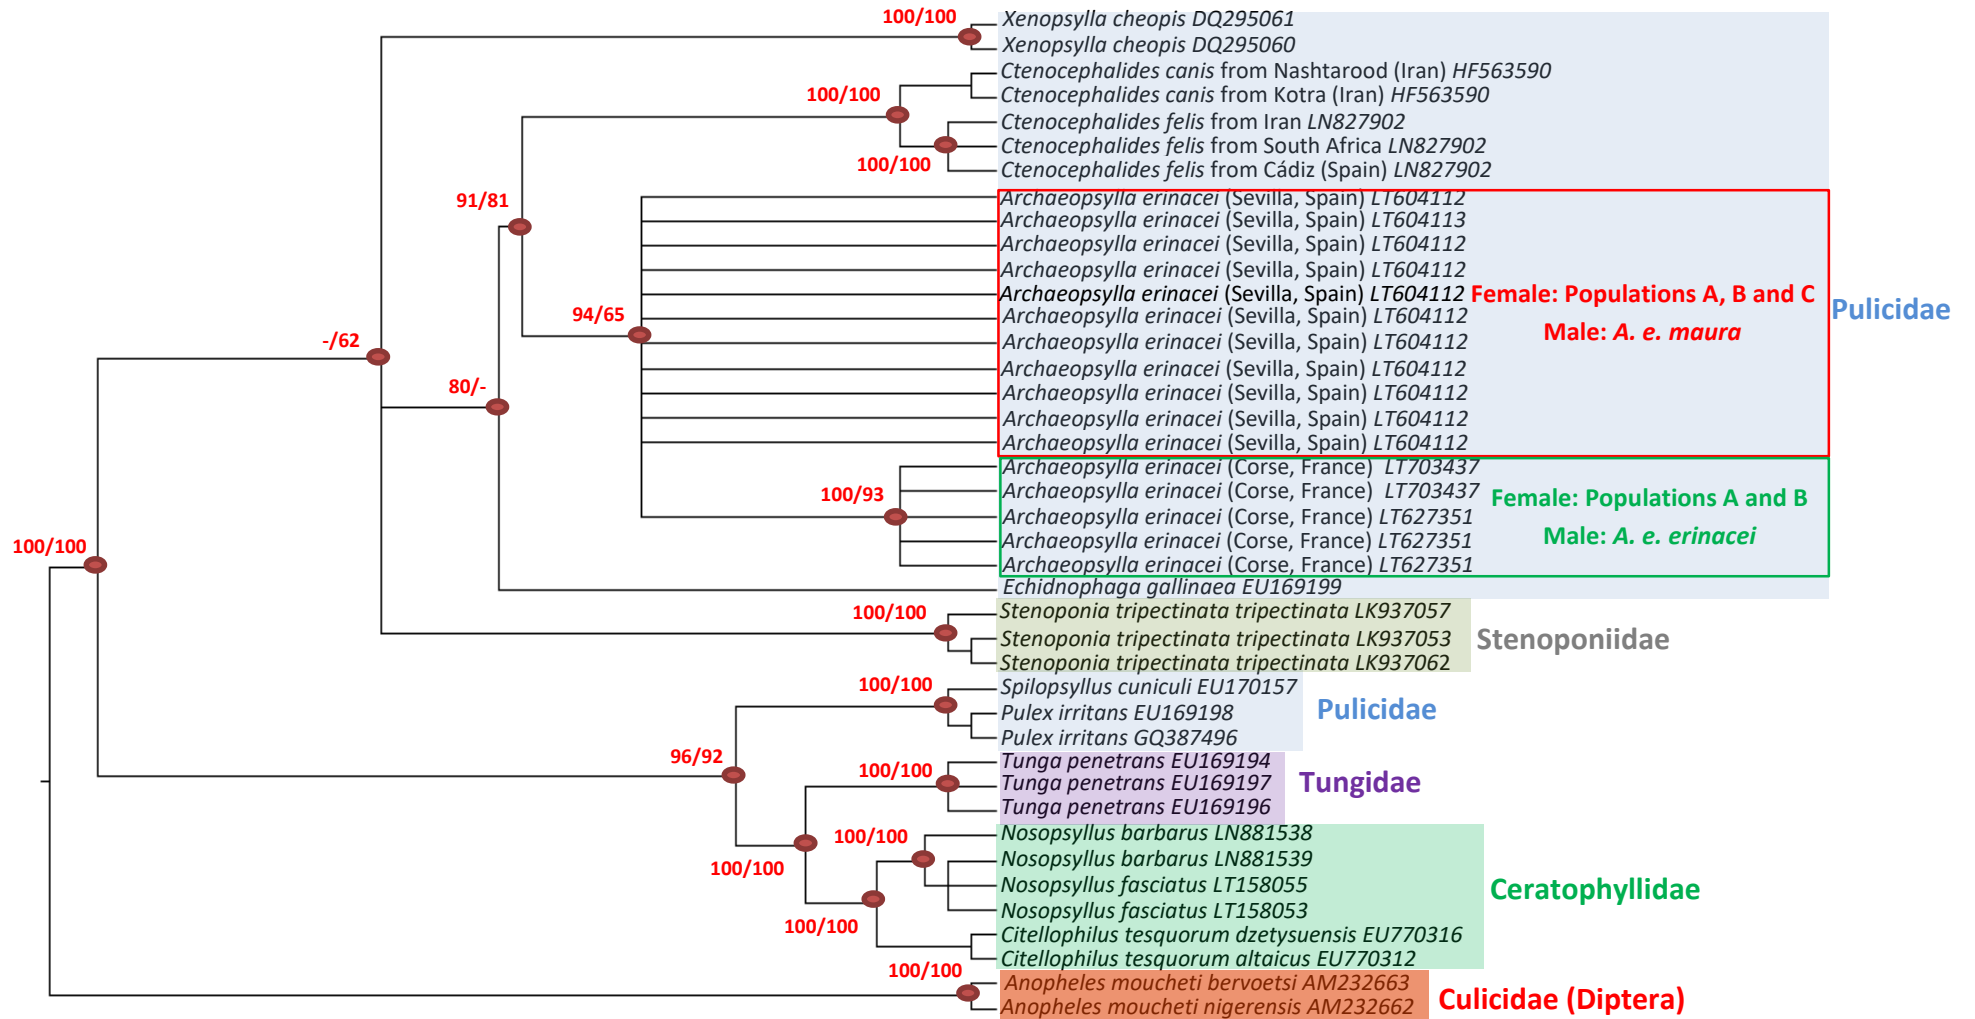 100/100
Xenopsylla cheopis DQ295061
Xenopsylla cheopis DQ295060
Ctenocephalides canis from Nashtarood (Iran) HF563590
100/100
Ctenocephalides canis from Kotra (Iran) HF563590
Ctenocephalides felis from Iran LN827902
Ctenocephalides felis from South Africa LN827902
100/100
Ctenocephalides felis from Cádiz (Spain) LN827902
91/81
Archaeopsylla erinacei (Sevilla, Spain) LT604112
Archaeopsylla erinacei (Sevilla, Spain) LT604113
Archaeopsylla erinacei (Sevilla, Spain) LT604112
Archaeopsylla erinacei (Sevilla, Spain) LT604112
Archaeopsylla erinacei (Sevilla, Spain) LT604112
Female: Populations A, B and C
Male: A. e. maura
Pulicidae
94/65
Archaeopsylla erinacei (Sevilla, Spain) LT604112
Archaeopsylla erinacei (Sevilla, Spain) LT604112
-/62
Archaeopsylla erinacei (Sevilla, Spain) LT604112
80/-
Archaeopsylla erinacei (Sevilla, Spain) LT604112
Archaeopsylla erinacei (Sevilla, Spain) LT604112
Archaeopsylla erinacei (Sevilla, Spain) LT604112
Archaeopsylla erinacei (Corse, France) LT703437
100/93
Archaeopsylla erinacei (Corse, France) LT703437
Archaeopsylla erinacei (Corse, France) LT627351
Archaeopsylla erinacei (Corse, France) LT627351
Archaeopsylla erinacei (Corse, France) LT627351
Female: Populations A and B
Male: A. e. erinacei
100/100
Echidnophaga gallinaea EU169199
100/100
Stenoponia tripectinata tripectinata LK937057
Stenoponia tripectinata tripectinata LK937053
Stenoponia tripectinata tripectinata LK937062
Stenoponiidae
100/100
Spilopsyllus cuniculi EU170157
Pulex irritans EU169198
Pulex irritans GQ387496
Pulicidae
96/92
100/100
Tunga penetrans EU169194
Tunga penetrans EU169197
Tunga penetrans EU169196
Tungidae
100/100
100/100
Nosopsyllus barbarus LN881538
Nosopsyllus barbarus LN881539
Nosopsyllus fasciatus LT158055
Nosopsyllus fasciatus LT158053
100/100
Citellophilus tesquorum dzetysuensis EU770316
Citellophilus tesquorum altaicus EU770312
Ceratophyllidae
100/100
Anopheles moucheti bervoetsi AM232663
Anopheles moucheti nigerensis AM232662
Culicidae (Diptera)